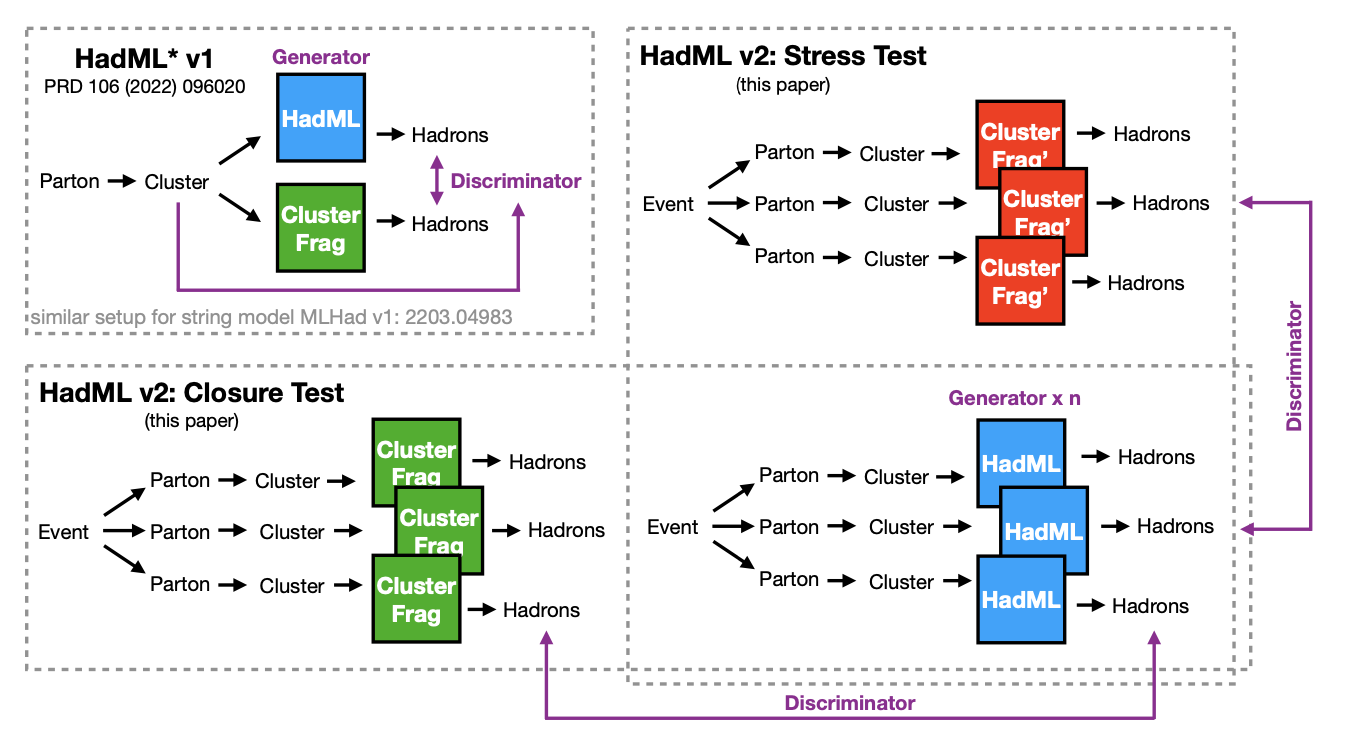 HadML* v1
PRD 106 (2022) 096020
Generator
HadML
Hadrons
Parton
Cluster
Discriminator
Cluster
Frag
Hadrons
similar setup for string model MLHad v1: 2203.04983
HadML v2: Stress Test
(this paper)
Event
Parton
Cluster
Cluster
Frag’
Hadrons
Parton
Cluster
Cluster
Frag’
Hadrons
Parton
Cluster
Cluster
Frag’
Hadrons
Discriminator
HadML v2: Closure Test
(this paper)
Event
Parton
Cluster
Cluster
Frag
Hadrons
Parton
Cluster
Cluster
Frag
Hadrons
Parton
Cluster
Cluster
Frag
Hadrons
Generator x n
Event
Parton
Cluster
HadML
Hadrons
Parton
Cluster
HadML
Hadrons
Parton
Cluster
HadML
Hadrons
Discriminator